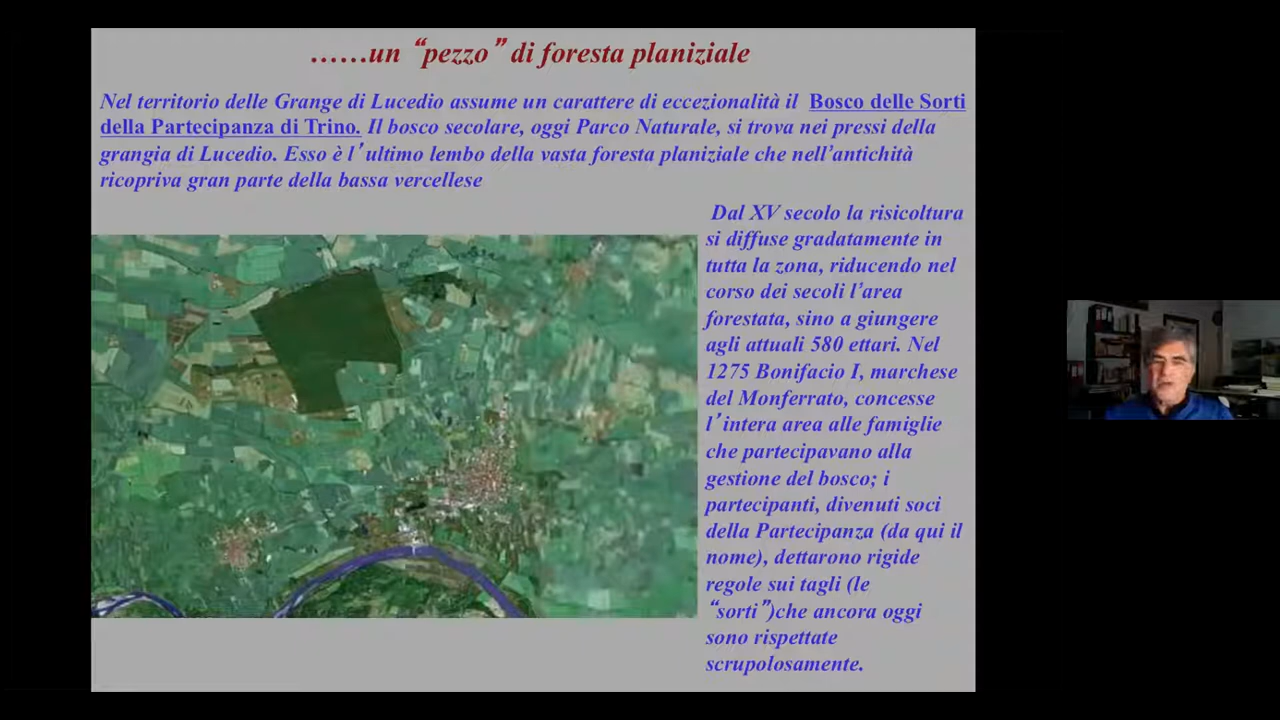 ……un “pezzo” di foresta planiziale
Nel territorio delle Grange di Lucedio assume un carattere di eccezionalità il Bosco delle Sorti
della Partecipanza di Trino. Il bosco secolare, oggi Parco Naturale, si trova nei pressi della
grangia di Lucedio. Esso è l’ultimo lembo della vasta foresta planiziale che nell’antichità
ricopriva gran parte della bassa vercellese
Dal XV secolo la risicoltura
si diffuse gradatamente in
tutta la zona, riducendo nel
corso dei secoli l’area
forestata, sino a giungere
agli attuali 580 ettari. Nel
1275 Bonifacio I, marchese
del Monferrato, concesse
l’intera area alle famiglie
che partecipavano alla
gestione del bosco; i
partecipanti, divenuti soci
della Partecipanza (da qui il
nome), dettarono rigide
regole sui tagli (le
“sorti”)che ancora oggi
sono rispettate
scrupolosamente.